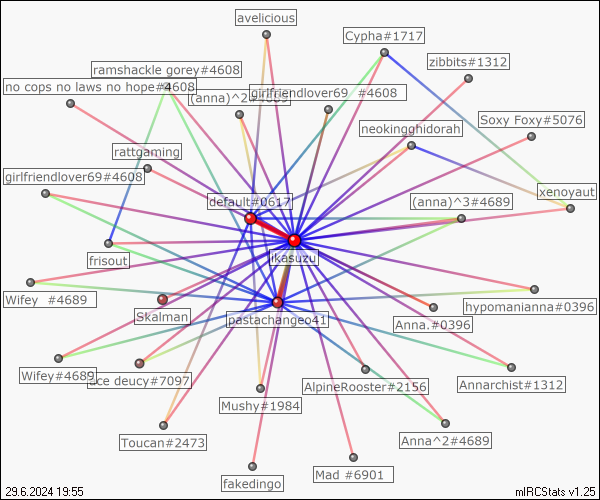 avelicious
Cypha#1717
zibbits#1312
ramshackle gorey#4608
no cops no laws no hope#4608
(anna)^2#4689
girlfriendlover69 #4608
Soxy Foxy#5076
neokingghidorah
rattgaming
girlfriendlover69#4608
xenoyaut
default#0617
(anna)^3#4689
frisout
ikasuzu
Wifey #4689
Skalman
hypomanianna#0396
pastachangeo41
Anna.#0396
Wifey#4689
ace deucy#7097
AlpineRooster#2156
Annarchist#1312
Mushy#1984
Toucan#2473
Anna^2#4689
Mad #6901
fakedingo
29.6.2024 19:55
mIRCStats v1.25